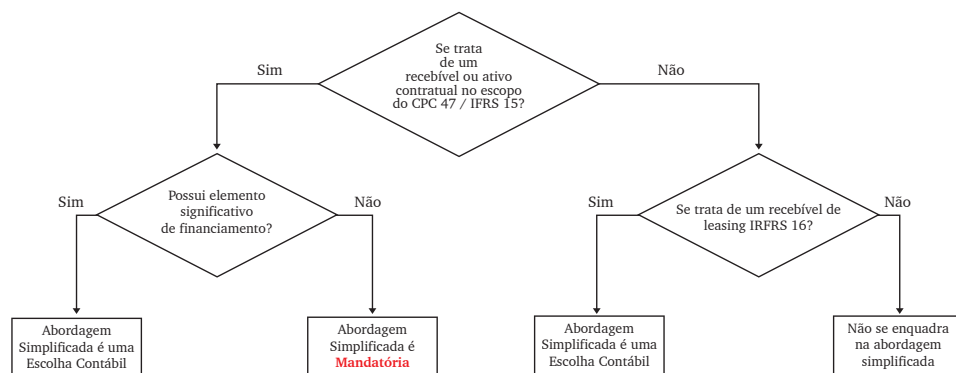 Se trata
de um
recebível ou ativo
contratual no escopo
do CPC 47 / IFRS 15?
Sim
Não
Possui elemento
significativo
de financiamento?
Sim
Não
Se trata de um recebível de
leasing IRFRS 16?
Sim
Não
Abordagem
Simplificada é uma
Escolha Contábil
Abordagem
Simplificada é
Mandatória
Abordagem
Simplificada é uma
Escolha Contábil
Não se enquadra
na abordagem
simplificada